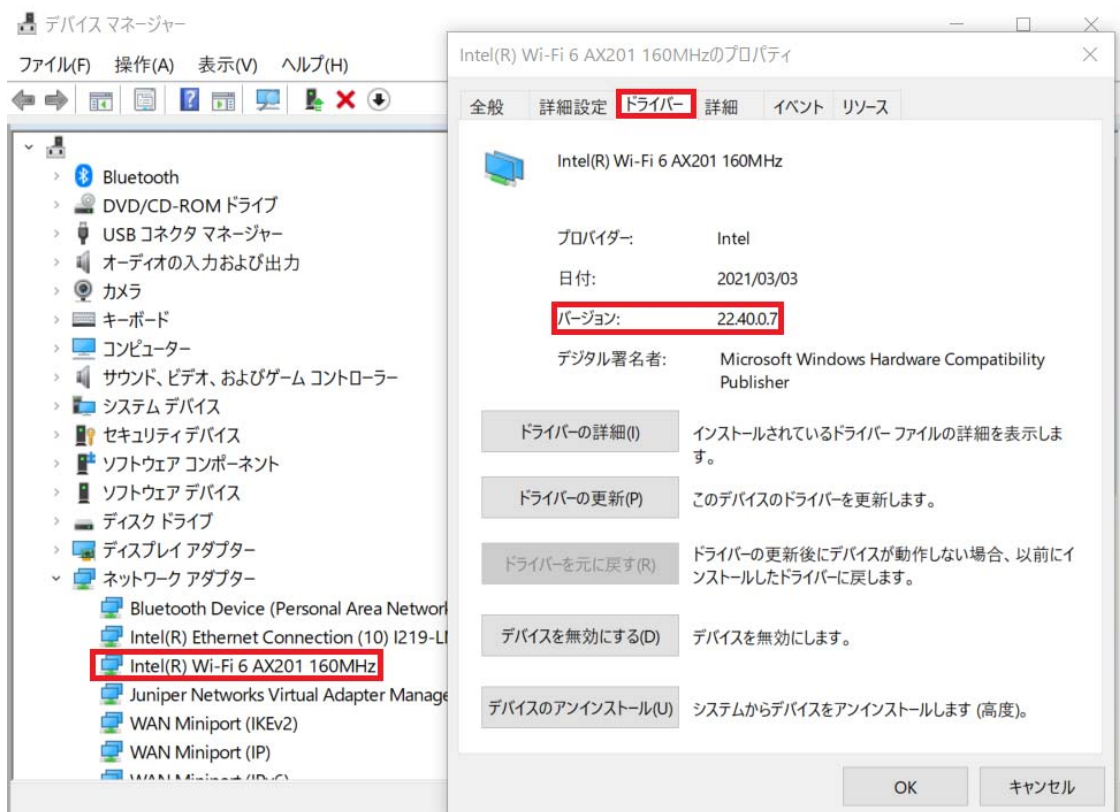 デバイス マネージャー
ファイル(F) 操作(A) 表示(V) ヘルプ(H)
Bluetooth
DVD/CD-ROM ドライブ
USB コネクタ マネージャー
オーディオの入力および出力
カメラ
キーボード
コンピューター
サウンド、ビデオ、およびゲーム コントローラー
システム デバイス
セキュリティ デバイス
ソフトウェア コンポーネント
ソフトウェア デバイス
ディスク ドライブ
ディスプレイ アダプター
ネットワーク アダプター
Bluetooth Device (Personal Area Network
Intel(R) Ethernet Connection (10) I219-LM
Intel(R) Wi-Fi 6 AX201 160MHz
Juniper Networks Virtual Adapter Manage
WAN Miniport (IKEv2)
WAN Miniport (IP)
WAN Miniport (IPv6)
Intel(R) Wi-Fi 6 AX201 160MHzのプロパティ
全般 詳細設定 ドライバー 詳細 イベント リソース
Intel(R) Wi-Fi 6 AX201 160MHz
プロバイダー: Intel
日付: 2021/03/03
バージョン: 22.40.0.7
デジタル署名者: Microsoft Windows Hardware Compatibility
Publisher
ドライバーの詳細(I) インストールされているドライバー ファイルの詳細を表示しま
す。
ドライバーの更新(P) このデバイスのドライバーを更新します。
ドライバーを元に戻す(R) ドライバーの更新後にデバイスが動作しない場合、以前にイ
ンストールしたドライバーに戻します。
デバイスを無効にする(D) デバイスを無効にします。
デバイスのアンインストール(U) システムからデバイスをアンインストールします (高度)。
OK キャンセル